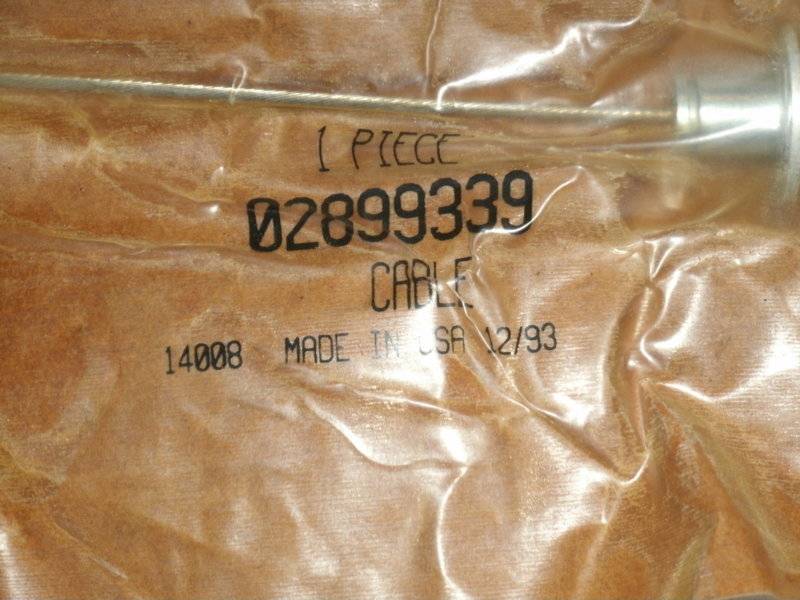 1 PIECE
02899339
CABLE
14008 MADE IN USA 12/93